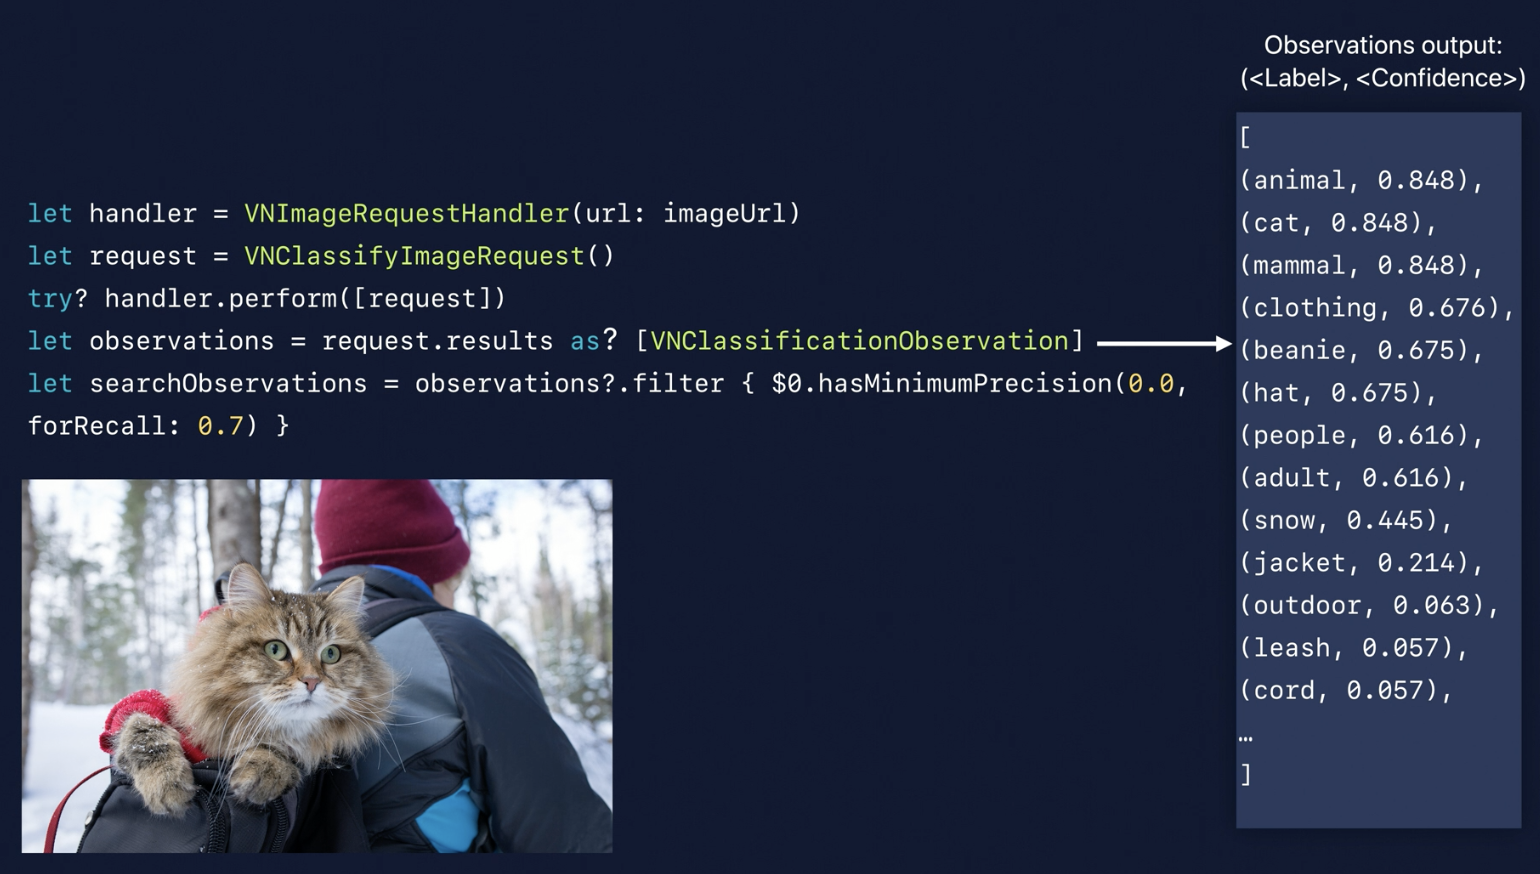 Observations output:
(<Label>, <Confidence>)
let handler = VNImageRequestHandler(url: imageUrl)
let request = VNClassifyImageRequest()
try? handler.perform([request])
let observations = request.results as? [VNClassificationObservation]
let searchObservations = observations?.filter { $0.hasMinimumPrecision(0.0,
forRecall: 0.7) }
[
(animal, 0.848),
(cat, 0.848),
(mammal, 0.848),
(clothing, 0.676),
(beanie, 0.675),
(hat, 0.675),
(people, 0.616),
(adult, 0.616),
(snow, 0.445),
(jacket, 0.214),
(outdoor, 0.063),
(leash, 0.057),
(cord, 0.057),
…
]